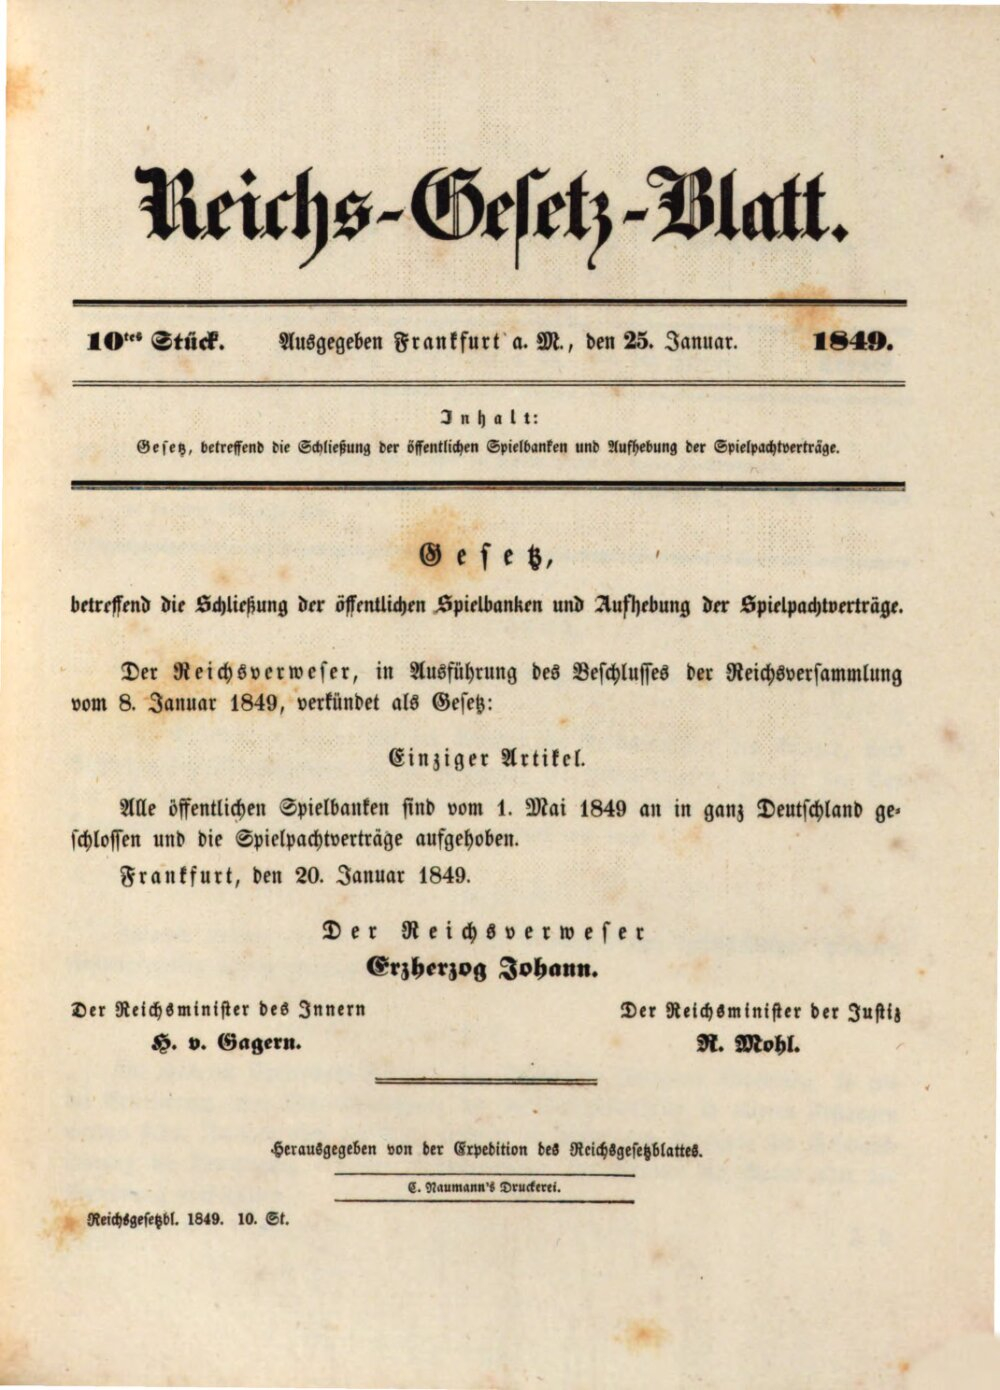 Reichs-Gesetz-Blatt.
10tes Stück. Ausgegeben Frankfurt a. M., den 25. Januar. 1849.
Inhalt:
Gesetz, betreffend die Schließung der öffentlichen Spielbanken und Aufhebung der Spielpachtverträge.
Gesetz,
betreffend die Schließung der öffentlichen Spielbanken und Aufhebung der Spielpachtverträge.
Der Reichsverweser, in Ausführung des Beschlusses der Reichsversammlung
vom 8. Januar 1849, verkündet als Gesetz:
Einziger Artikel.
Alle öffentlichen Spielbanken sind vom 1. Mai 1849 an in ganz Deutschland ge-
schlossen und die Spielpachtverträge aufgehoben.
Frankfurt, den 20. Januar 1849.
Der Reichsverweser
Erzherzog Johann.
Der Reichsminister des Innern Der Reichsminister der Justiz
H. v. Gagern. R. Mohl.
Herausgegeben von der Expedition des Reichsgesetzblattes.
C. Naumann's Druckerei.
Reichsgesetzbl. 1849. 10. St.